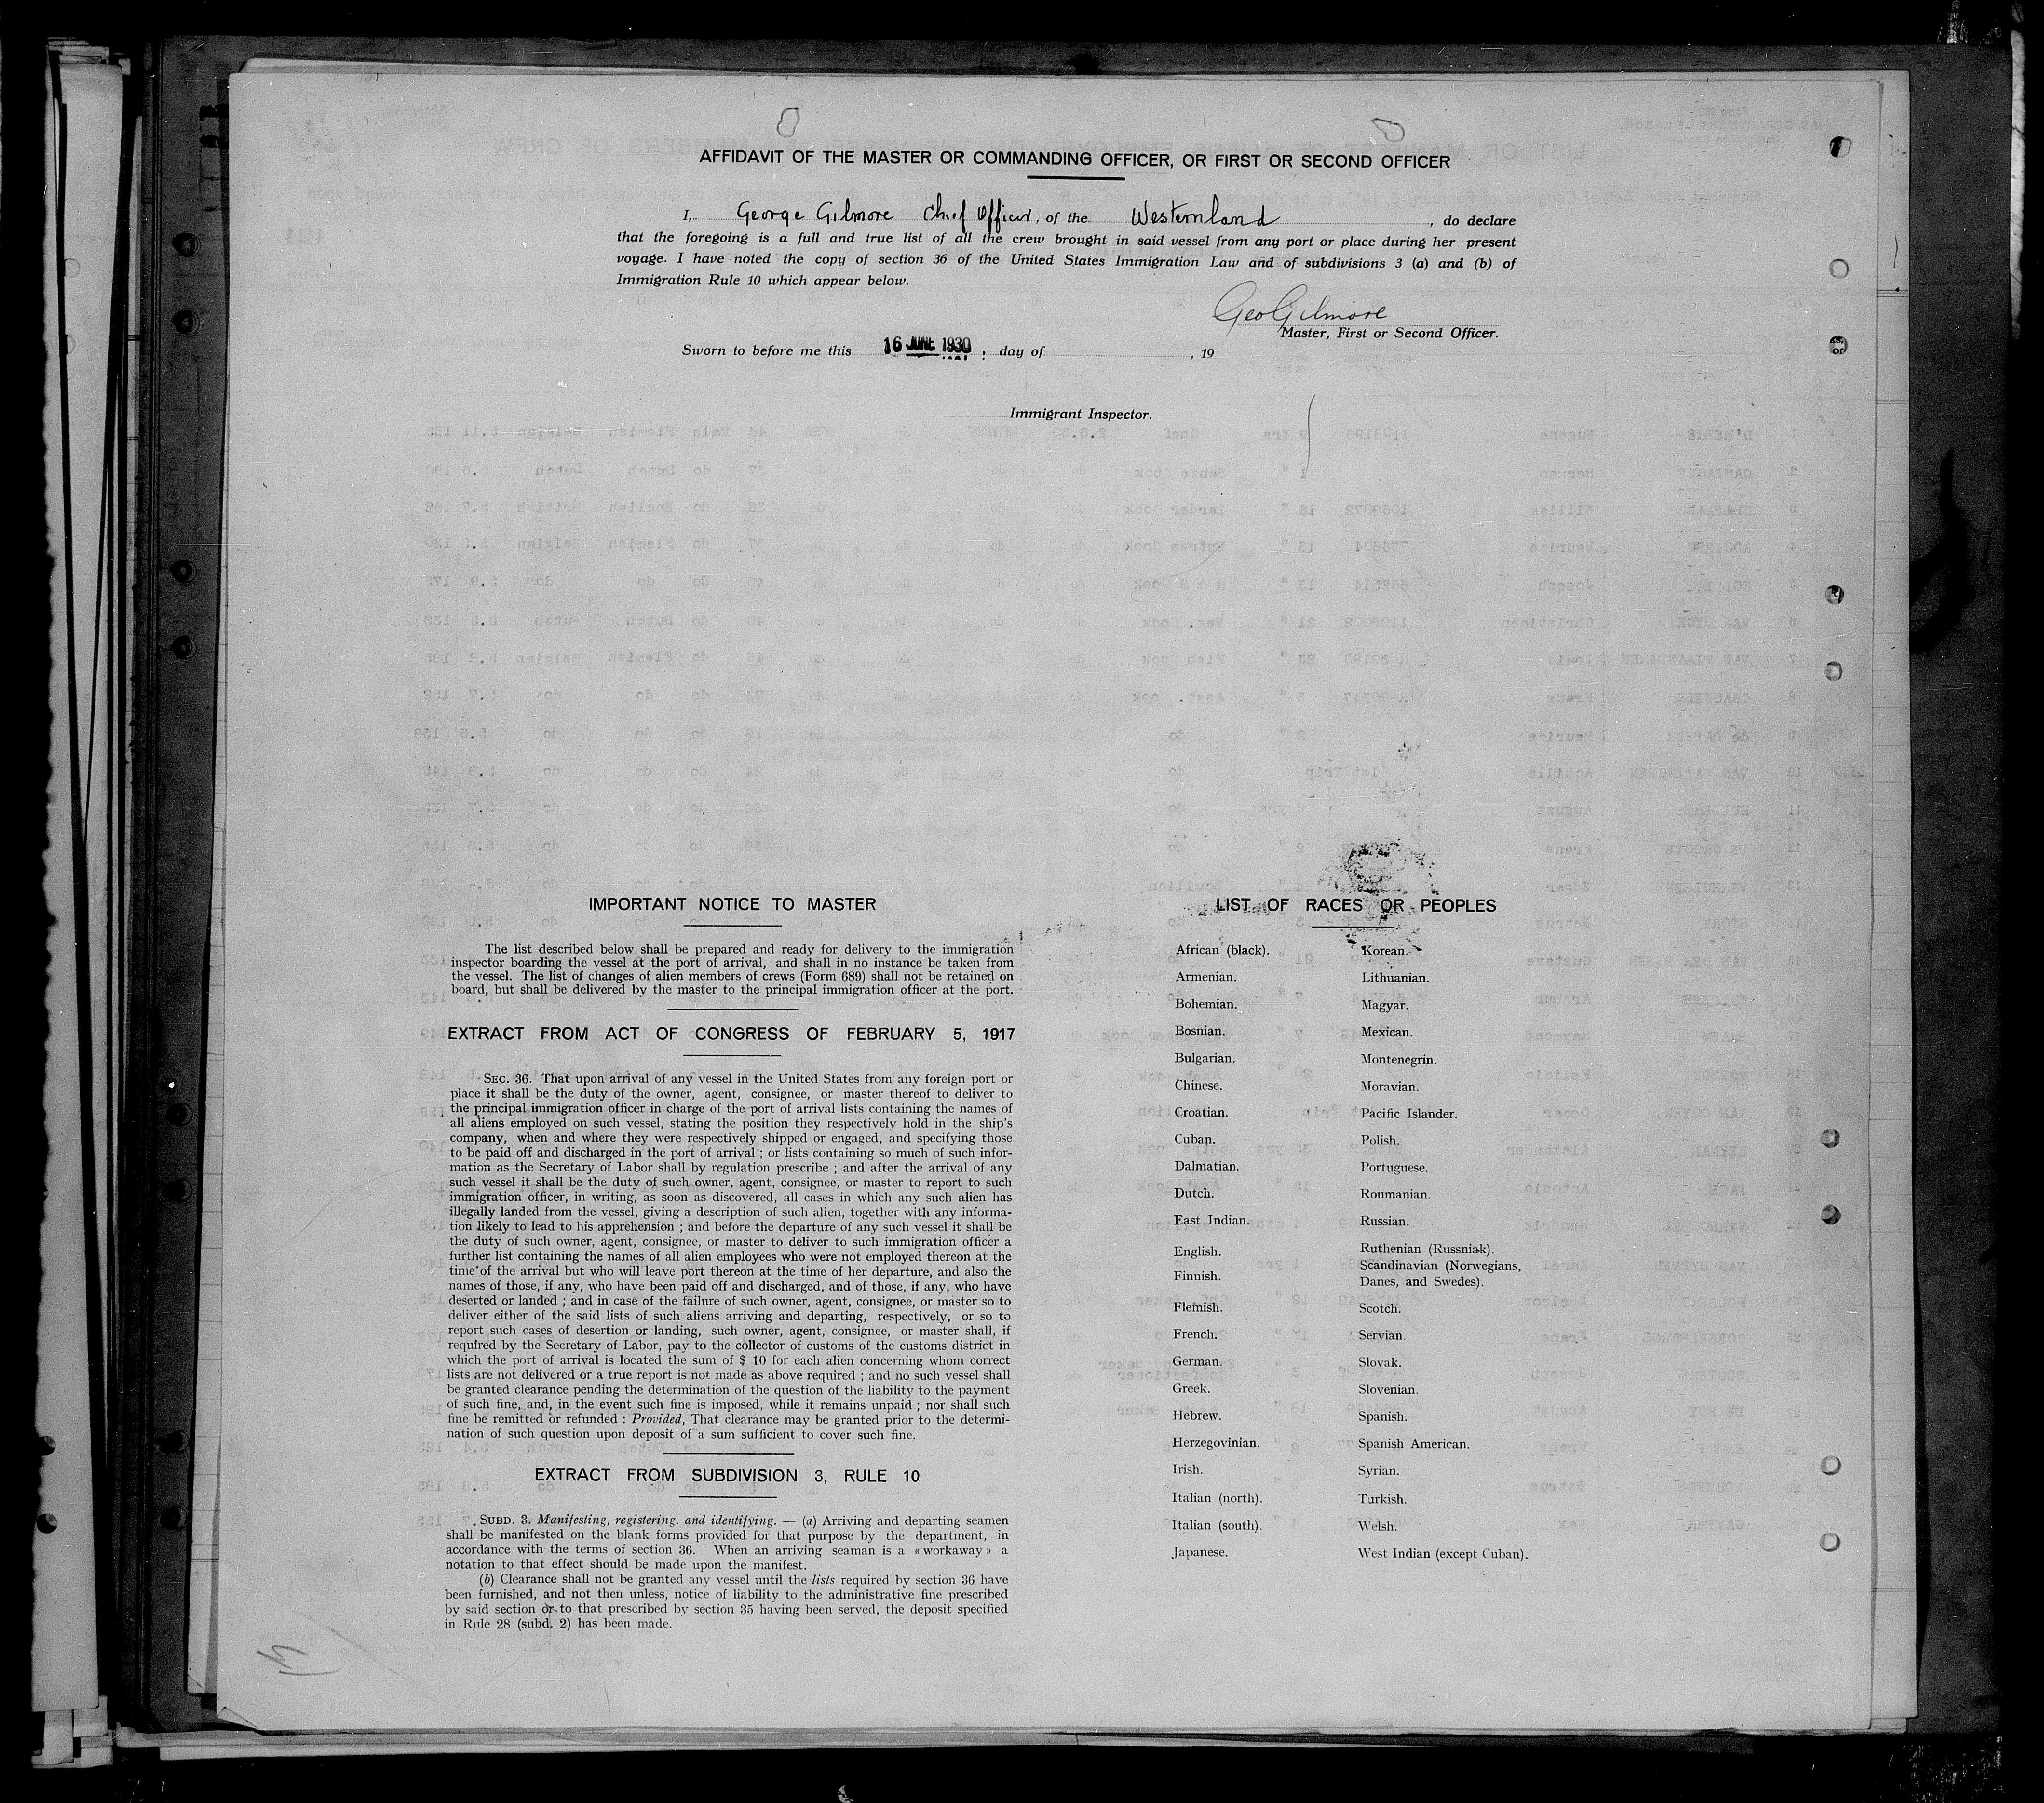 AFFIDAVIT OF THE MASTER OR COMMANDING OFFICER, OR FIRST OR SECOND OFFICER
I, George Gilmore Chief Officer, of the Westernland, do declare
that the foregoing is a full and true list of all the crew brought in said vessel from any port or place during her present
voyage. I have noted the copy of section 36 of the United States Immigration Law and of subdivisions 3 (a) and (b) of
Immigration Rule 10 which appear below.
Geo Gilmore
Master, First or Second Officer.
Sworn to before me this 16 JUNE 1930, day of , 19
Immigrant Inspector.
IMPORTANT NOTICE TO MASTER
The list described below shall be prepared and ready for delivery to the immigration
inspector boarding the vessel at the port of arrival, and shall in no instance be taken from
the vessel. The list of changes of alien members of crews (Form 689) shall not be retained on
board, but shall be delivered by the master to the principal immigration officer at the port.
EXTRACT FROM ACT OF CONGRESS OF FEBRUARY 5, 1917
SEC. 36. That upon arrival of any vessel in the United States from any foreign port or
place it shall be the duty of the owner, agent, consignee, or master thereof to deliver to
the principal immigration officer in charge of the port of arrival lists containing the names of
all aliens employed on such vessel, stating the position they respectively hold in the ship's
company, when and where they were respectively shipped or engaged, and specifying those
to be paid off and discharged in the port of arrival ; or lists containing so much of such infor-
mation as the Secretary of Labor shall by regulation prescribe ; and after the arrival of any
such vessel it shall be the duty of such owner, agent, consignee, or master to report to such
immigration officer, in writing, as soon as discovered, all cases in which any such alien has
illegally landed from the vessel, giving a description of such alien, together with any informa-
tion likely to lead to his apprehension ; and before the departure of any such vessel it shall be
the duty of such owner, agent, consignee, or master to deliver to such immigration officer a
further list containing the names of all alien employees who were not employed thereon at the
time of the arrival but who will leave port thereon at the time of her departure, and also the
names of those, if any, who have been paid off and discharged, and of those, if any, who have
deserted or landed ; and in case of the failure of such owner, agent, consignee, or master so to
deliver either of the said lists of such aliens arriving and departing, respectively, or so to
report such cases of desertion or landing, such owner, agent, consignee, or master shall, if
required by the Secretary of Labor, pay to the collector of customs of the customs district in
which the port of arrival is located the sum of $ 10 for each alien concerning whom correct
lists are not delivered or a true report is not made as above required ; and no such vessel shall
be granted clearance pending the determination of the question of the liability to the payment
of such fine, and, in the event such fine is imposed, while it remains unpaid ; nor shall such
fine be remitted or refunded : Provided, That clearance may be granted prior to the determi-
nation of such question upon deposit of a sum sufficient to cover such fine.
EXTRACT FROM SUBDIVISION 3, RULE 10
SUBD. 3. Manifesting, registering. and identifying. — (a) Arriving and departing seamen
shall be manifested on the blank forms provided for that purpose by the department, in
accordance with the terms of section 36. When an arriving seaman is a « workaway » a
notation to that effect should be made upon the manifest.
(b) Clearance shall not be granted any vessel until the lists required by section 36 have
been furnished, and not then unless, notice of liability to the administrative fine prescribed
by said section or to that prescribed by section 35 having been served, the deposit specified
in Rule 28 (subd. 2) has been made.
LIST OF RACES OR PEOPLES
African (black).
Armenian.
Bohemian.
Bosnian.
Bulgarian.
Chinese.
Croatian.
Cuban.
Dalmatian.
Dutch.
East Indian.
English.
Finnish.
Flemish.
French.
German.
Greek.
Hebrew.
Herzegovinian.
Irish.
Italian (north).
Italian (south).
Japanese.
Korean.
Lithuanian.
Magyar.
Mexican.
Montenegrin.
Moravian.
Pacific Islander.
Polish.
Portuguese.
Roumanian.
Russian.
Ruthenian (Russniak).
Scandinavian (Norwegians,
Danes, and Swedes).
Scotch.
Servian.
Slovak.
Slovenian.
Spanish.
Spanish American.
Syrian.
Turkish.
Welsh.
West Indian (except Cuban).